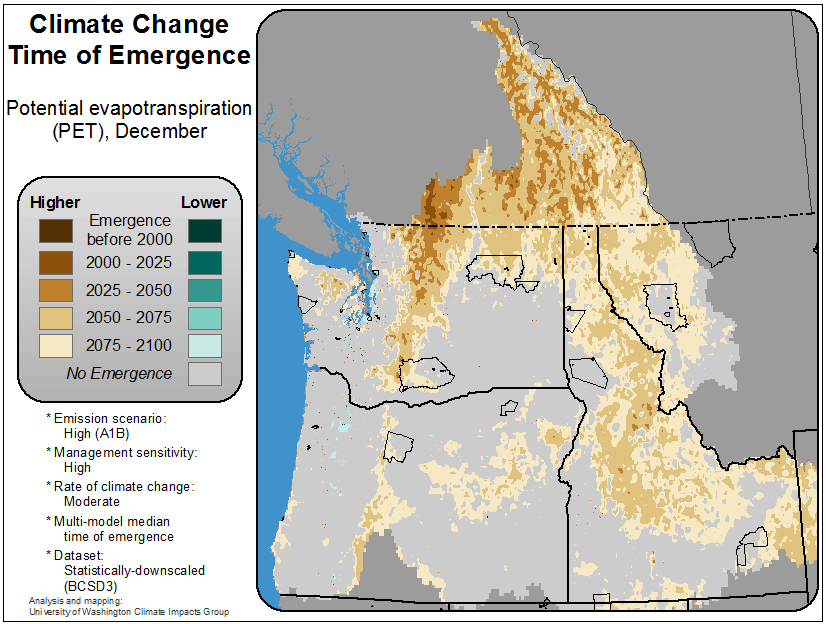 Climate Change
Time of Emergence
Potential evapotranspiration
(PET), December
Higher Lower
Emergence
before 2000
2000 - 2025
2025 - 2050
2050 - 2075
2075 - 2100
No Emergence
* Emission scenario:
High (A1B)
* Management sensitivity:
High
* Rate of climate change:
Moderate
* Multi-model median
time of emergence
* Dataset:
Statistically-downscaled
(BCSD3)
Analysis and mapping:
University of Washington Climate Impacts Group